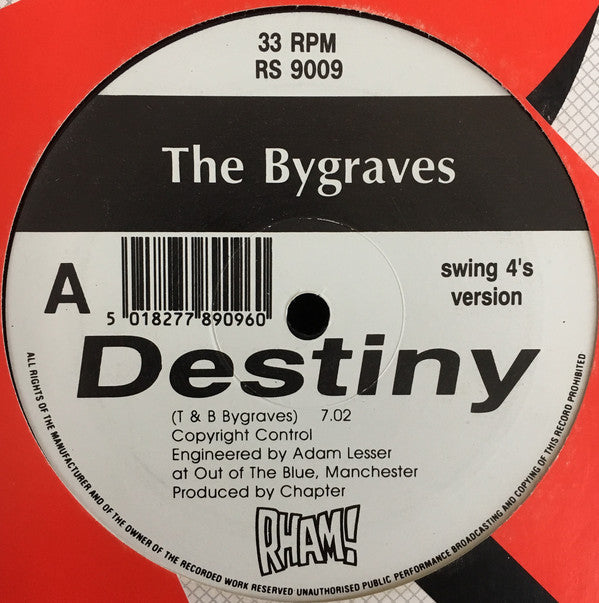 33 RPM
RS 9009
The Bygraves
A
5 018277 890960
swing 4's
version
Destiny
(T & B Bygraves) 7.02
Copyright Control
Engineered by Adam Lesser
at Out of The Blue, Manchester
Produced by Chapter
RHAM!
ALL RIGHTS OF THE MANUFACTURER AND OF THE OWNER OF THE RECORDED WORK RESERVED UNAUTHORISED PUBLIC PERFORMANCE BROADCASTING AND COPYING OF THIS RECORD PROHIBITED